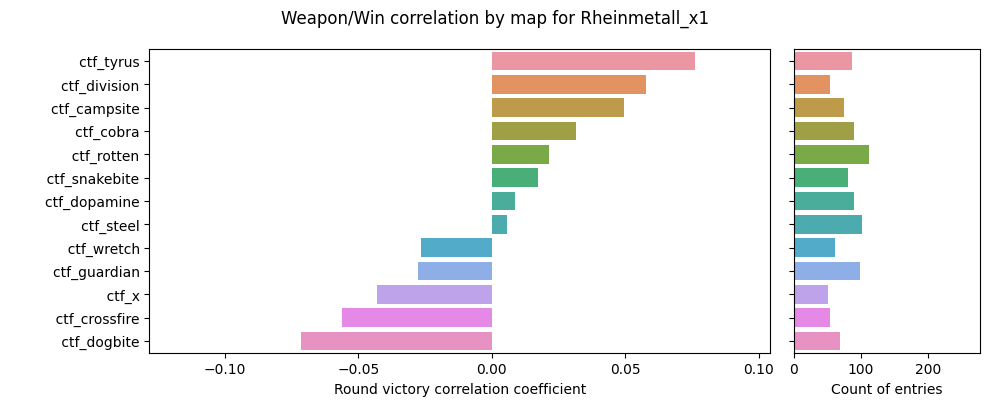 Weapon/Win correlation by map for Rheinmetall_x1
ctf_tyrus
ctf_division
ctf_campsite
ctf_cobra
ctf_rotten
ctf_snakebite
ctf_dopamine
ctf_steel
ctf_wretch
ctf_guardian
ctf_x
ctf_crossfire
ctf_dogbite
−0.10 −0.05 0.00 0.05 0.10 0 100 200
Round victory correlation coefficient Count of entries